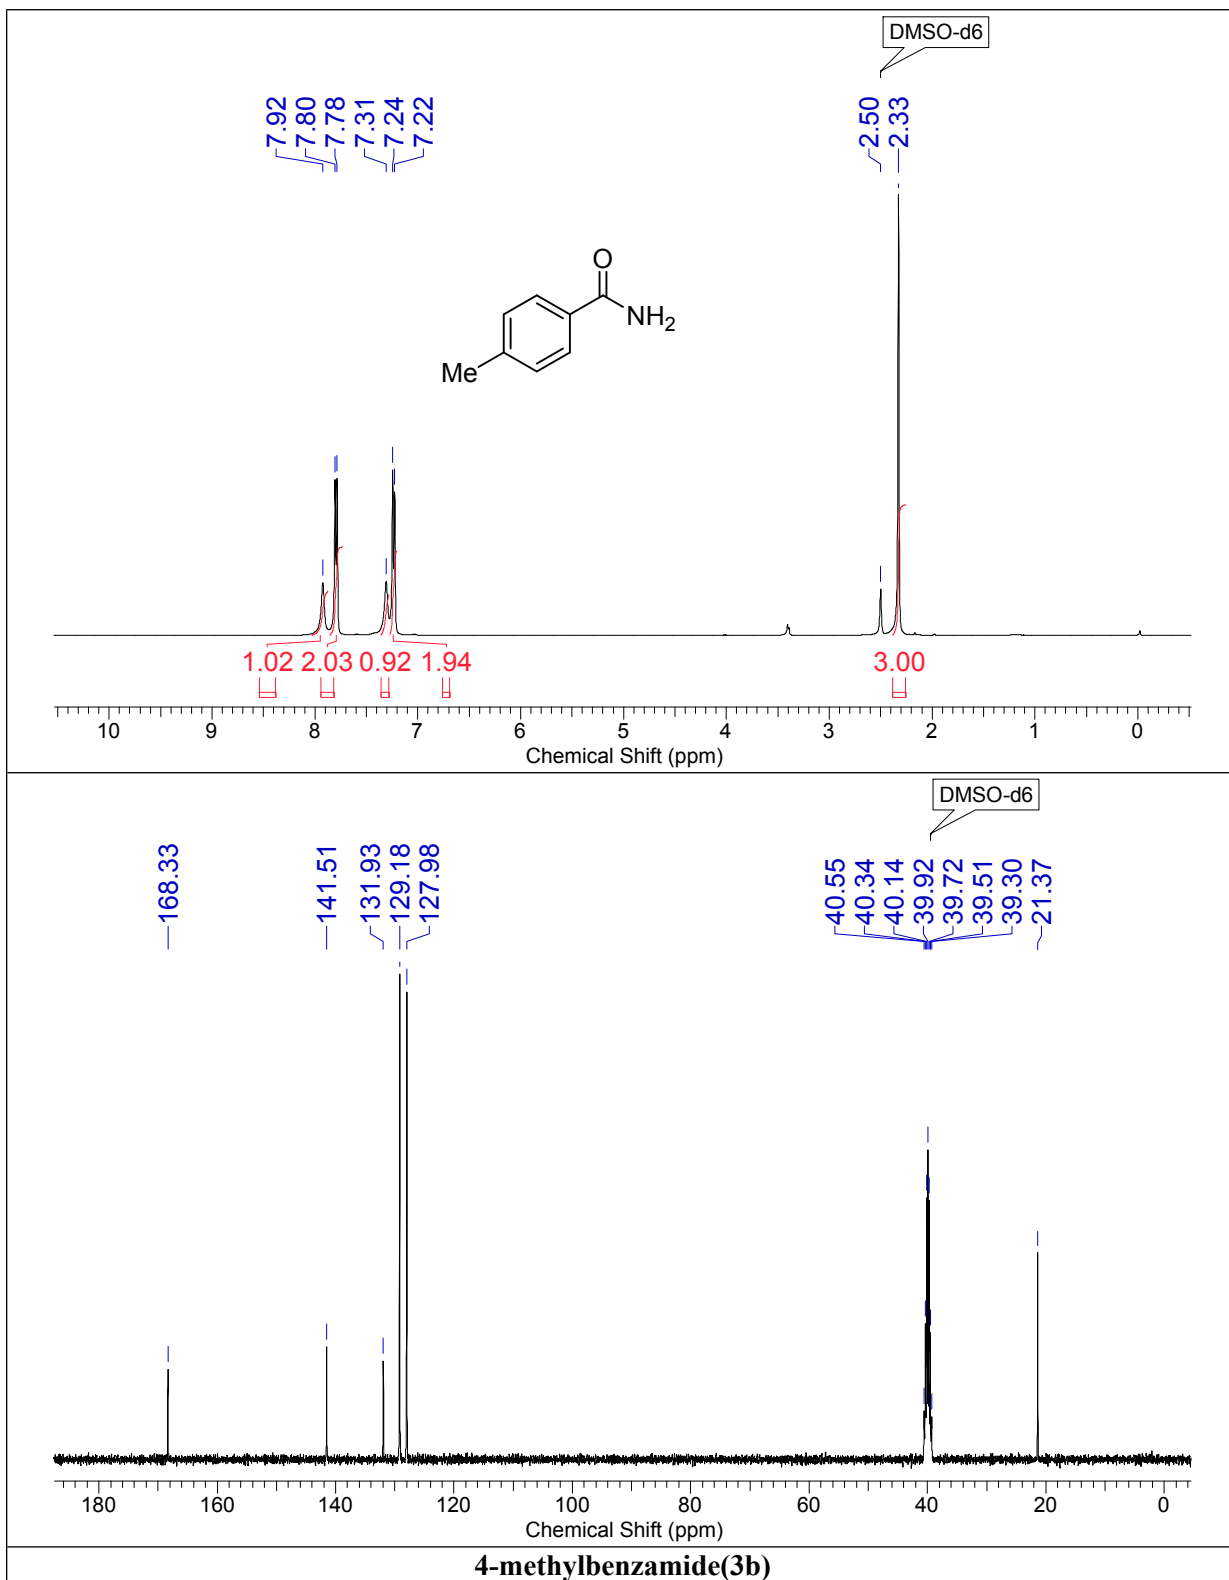 DMSO-d6
7.92
7.80
7.78
7.31
7.24
7.22
2.50
2.33
O
NH2
Me
1.02 2.03 0.92 1.94 3.00
10 9 8 7 6 5 4 3 2 1 0
Chemical Shift (ppm)
DMSO-d6
168.33
141.51
131.93
129.18
127.98
40.55
40.34
40.14
39.92
39.72
39.51
39.30
21.37
180 160 140 120 100 80 60 40 20 0
Chemical Shift (ppm)
4-methylbenzamide(3b)